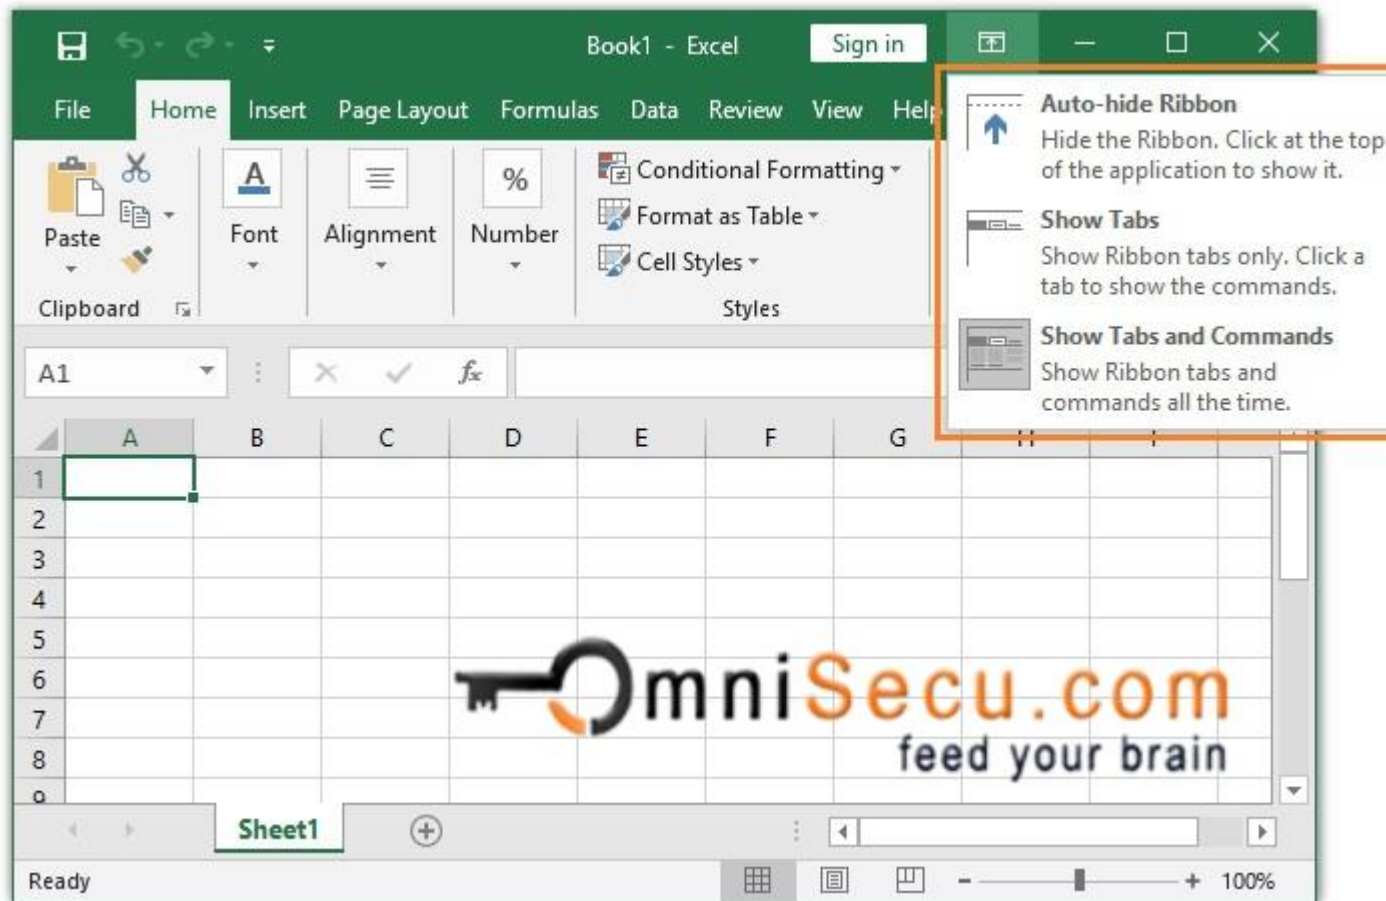 Book1 - Excel
Sign in
File Home Insert Page Layout Formulas Data Review View Help
Paste
Clipboard
A
Font
Alignment
%
Number
Conditional Formatting
Format as Table
Cell Styles
Styles
Auto-hide Ribbon
Hide the Ribbon. Click at the top
of the application to show it.
Show Tabs
Show Ribbon tabs only. Click a
tab to show the commands.
Show Tabs and Commands
Show Ribbon tabs and
commands all the time.
A1 fx
A B C D E F G H I
1
2
3
4
5
6
7
8
9
OmniSecu.com
feed your brain
Sheet1
Ready 100%